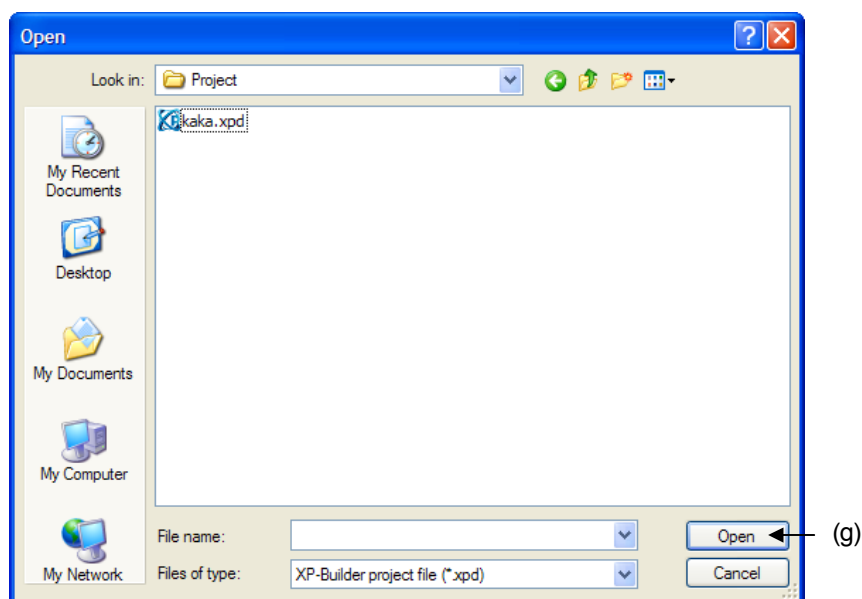 Open
Look in:
Project
kaka.xpd
My Recent
Documents
Desktop
My Documents
My Computer
My Network
File name:
Open
(g)
Files of type:
XP-Builder project file (*.xpd)
Cancel